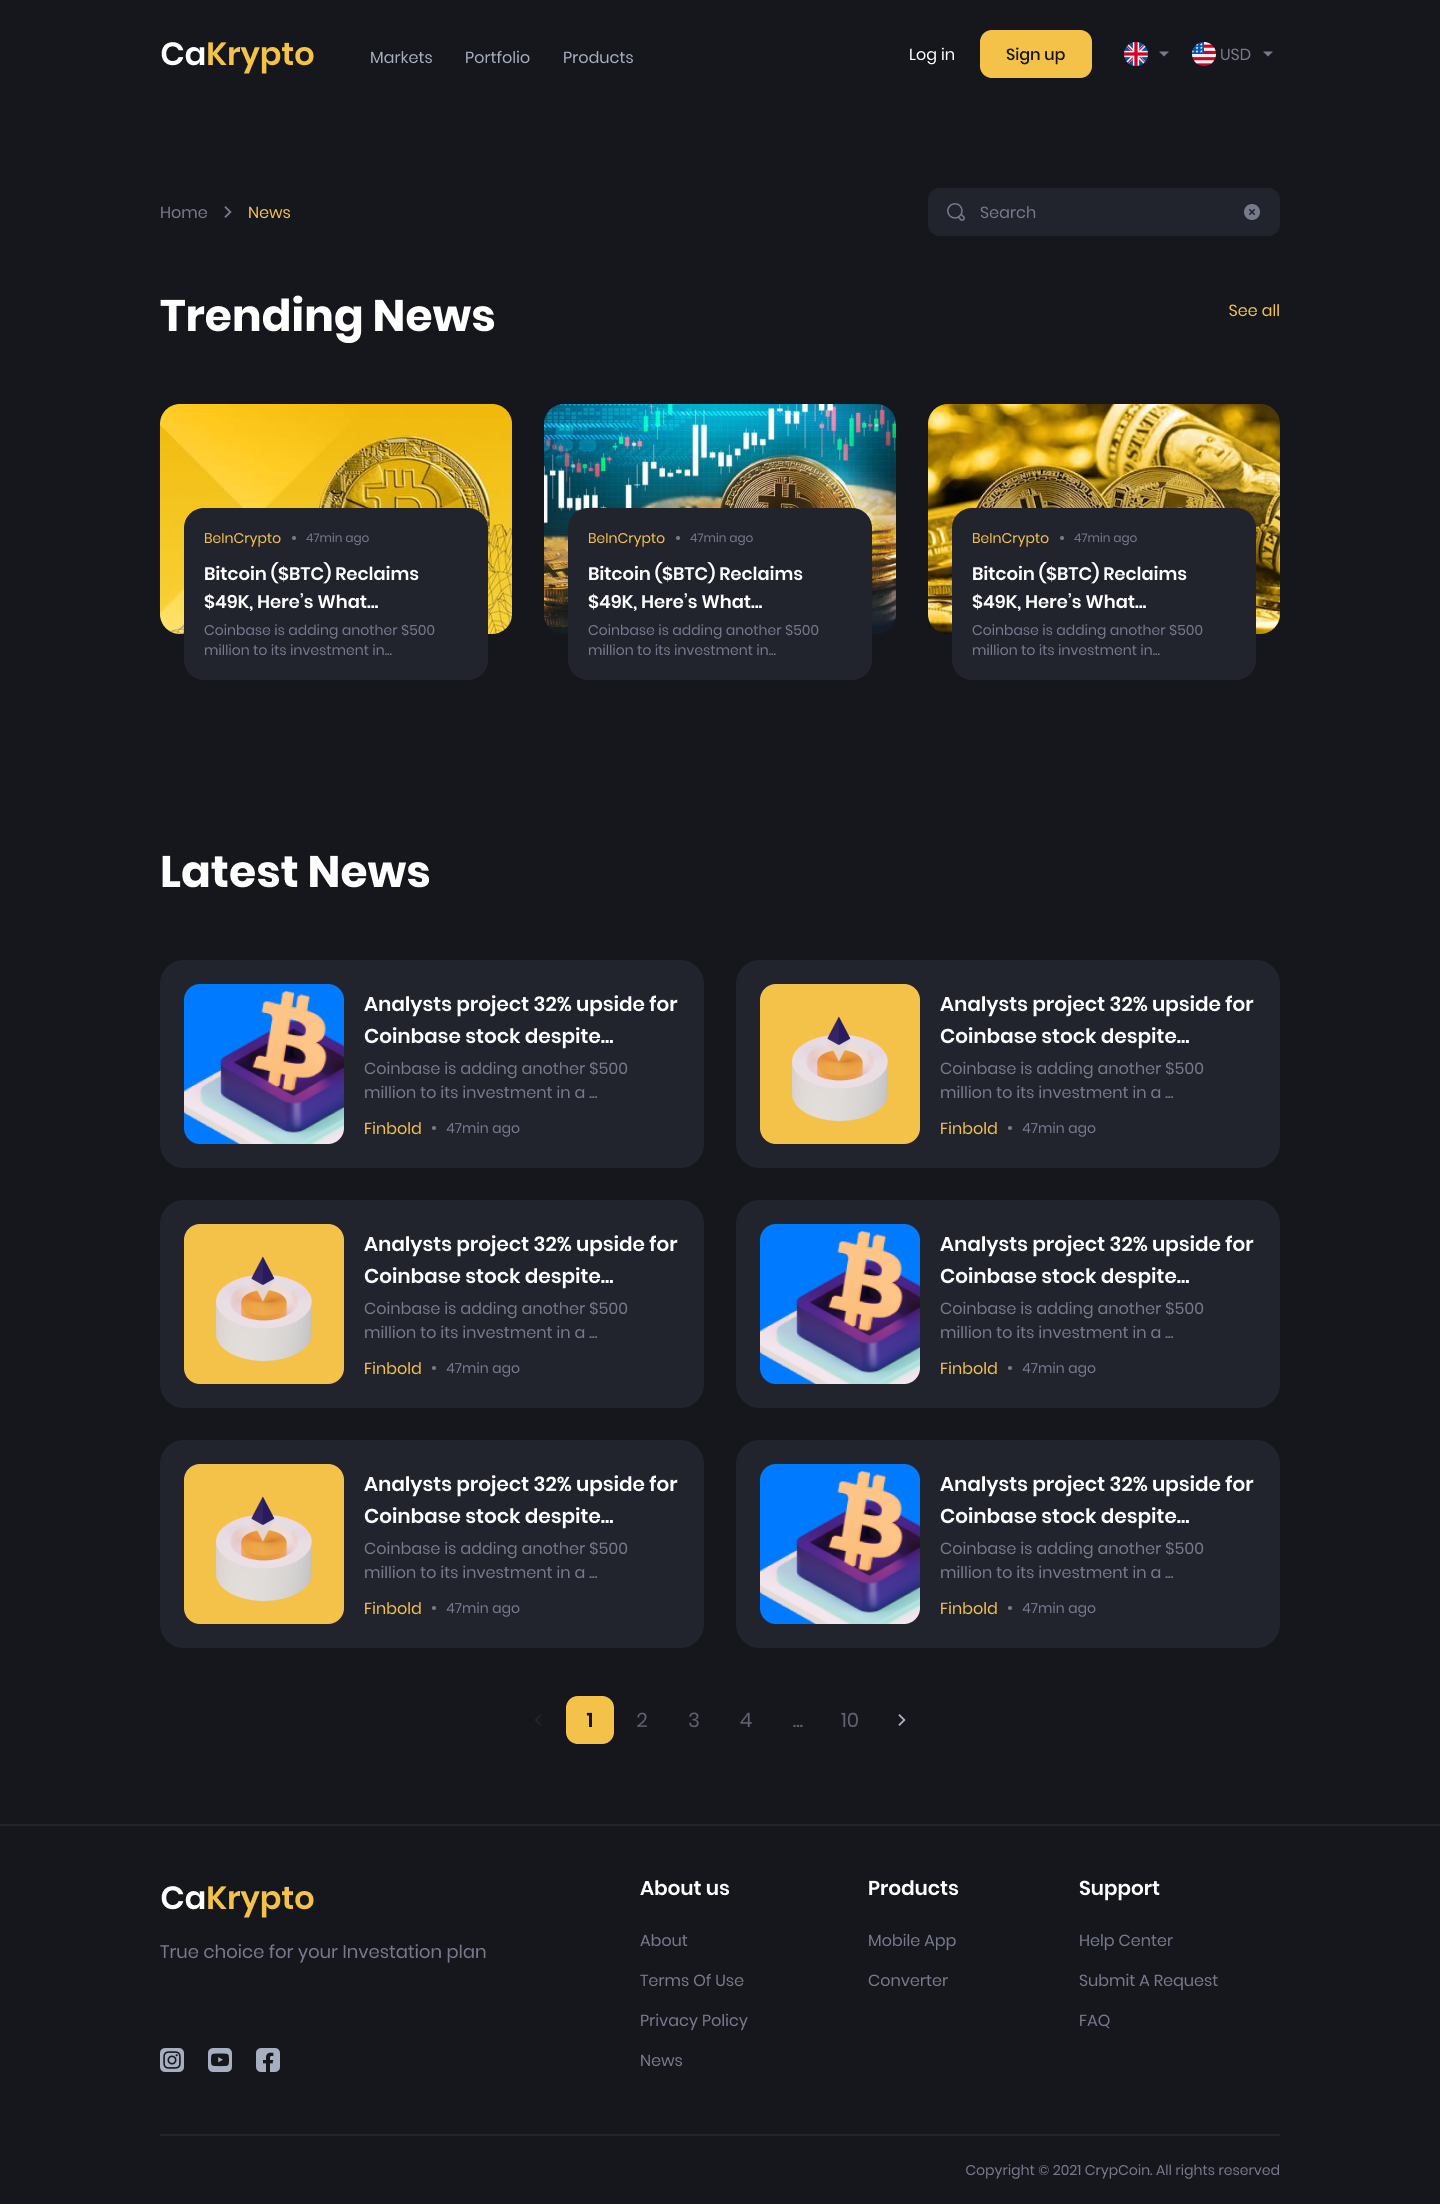 CaKrypto
Markets Portfolio Products
Log in Sign up USD
Home News
Search
Trending News
See all
BeInCrypto • 47min ago
Bitcoin ($BTC) Reclaims
$49K, Here's What...
Coinbase is adding another $500
million to its investment in...
BeInCrypto • 47min ago
Bitcoin ($BTC) Reclaims
$49K, Here's What...
Coinbase is adding another $500
million to its investment in...
BeInCrypto • 47min ago
Bitcoin ($BTC) Reclaims
$49K, Here's What...
Coinbase is adding another $500
million to its investment in...
Latest News
Analysts project 32% upside for
Coinbase stock despite...
Coinbase is adding another $500
million to its investment in a ...
Finbold • 47min ago
Analysts project 32% upside for
Coinbase stock despite...
Coinbase is adding another $500
million to its investment in a ...
Finbold • 47min ago
Analysts project 32% upside for
Coinbase stock despite...
Coinbase is adding another $500
million to its investment in a ...
Finbold • 47min ago
Analysts project 32% upside for
Coinbase stock despite...
Coinbase is adding another $500
million to its investment in a ...
Finbold • 47min ago
Analysts project 32% upside for
Coinbase stock despite...
Coinbase is adding another $500
million to its investment in a ...
Finbold • 47min ago
Analysts project 32% upside for
Coinbase stock despite...
Coinbase is adding another $500
million to its investment in a ...
Finbold • 47min ago
1 2 3 4 ... 10
CaKrypto
True choice for your Investation plan
About us
About
Terms Of Use
Privacy Policy
News
Products
Mobile App
Converter
Support
Help Center
Submit A Request
FAQ
Copyright © 2021 CrypCoin. All rights reserved